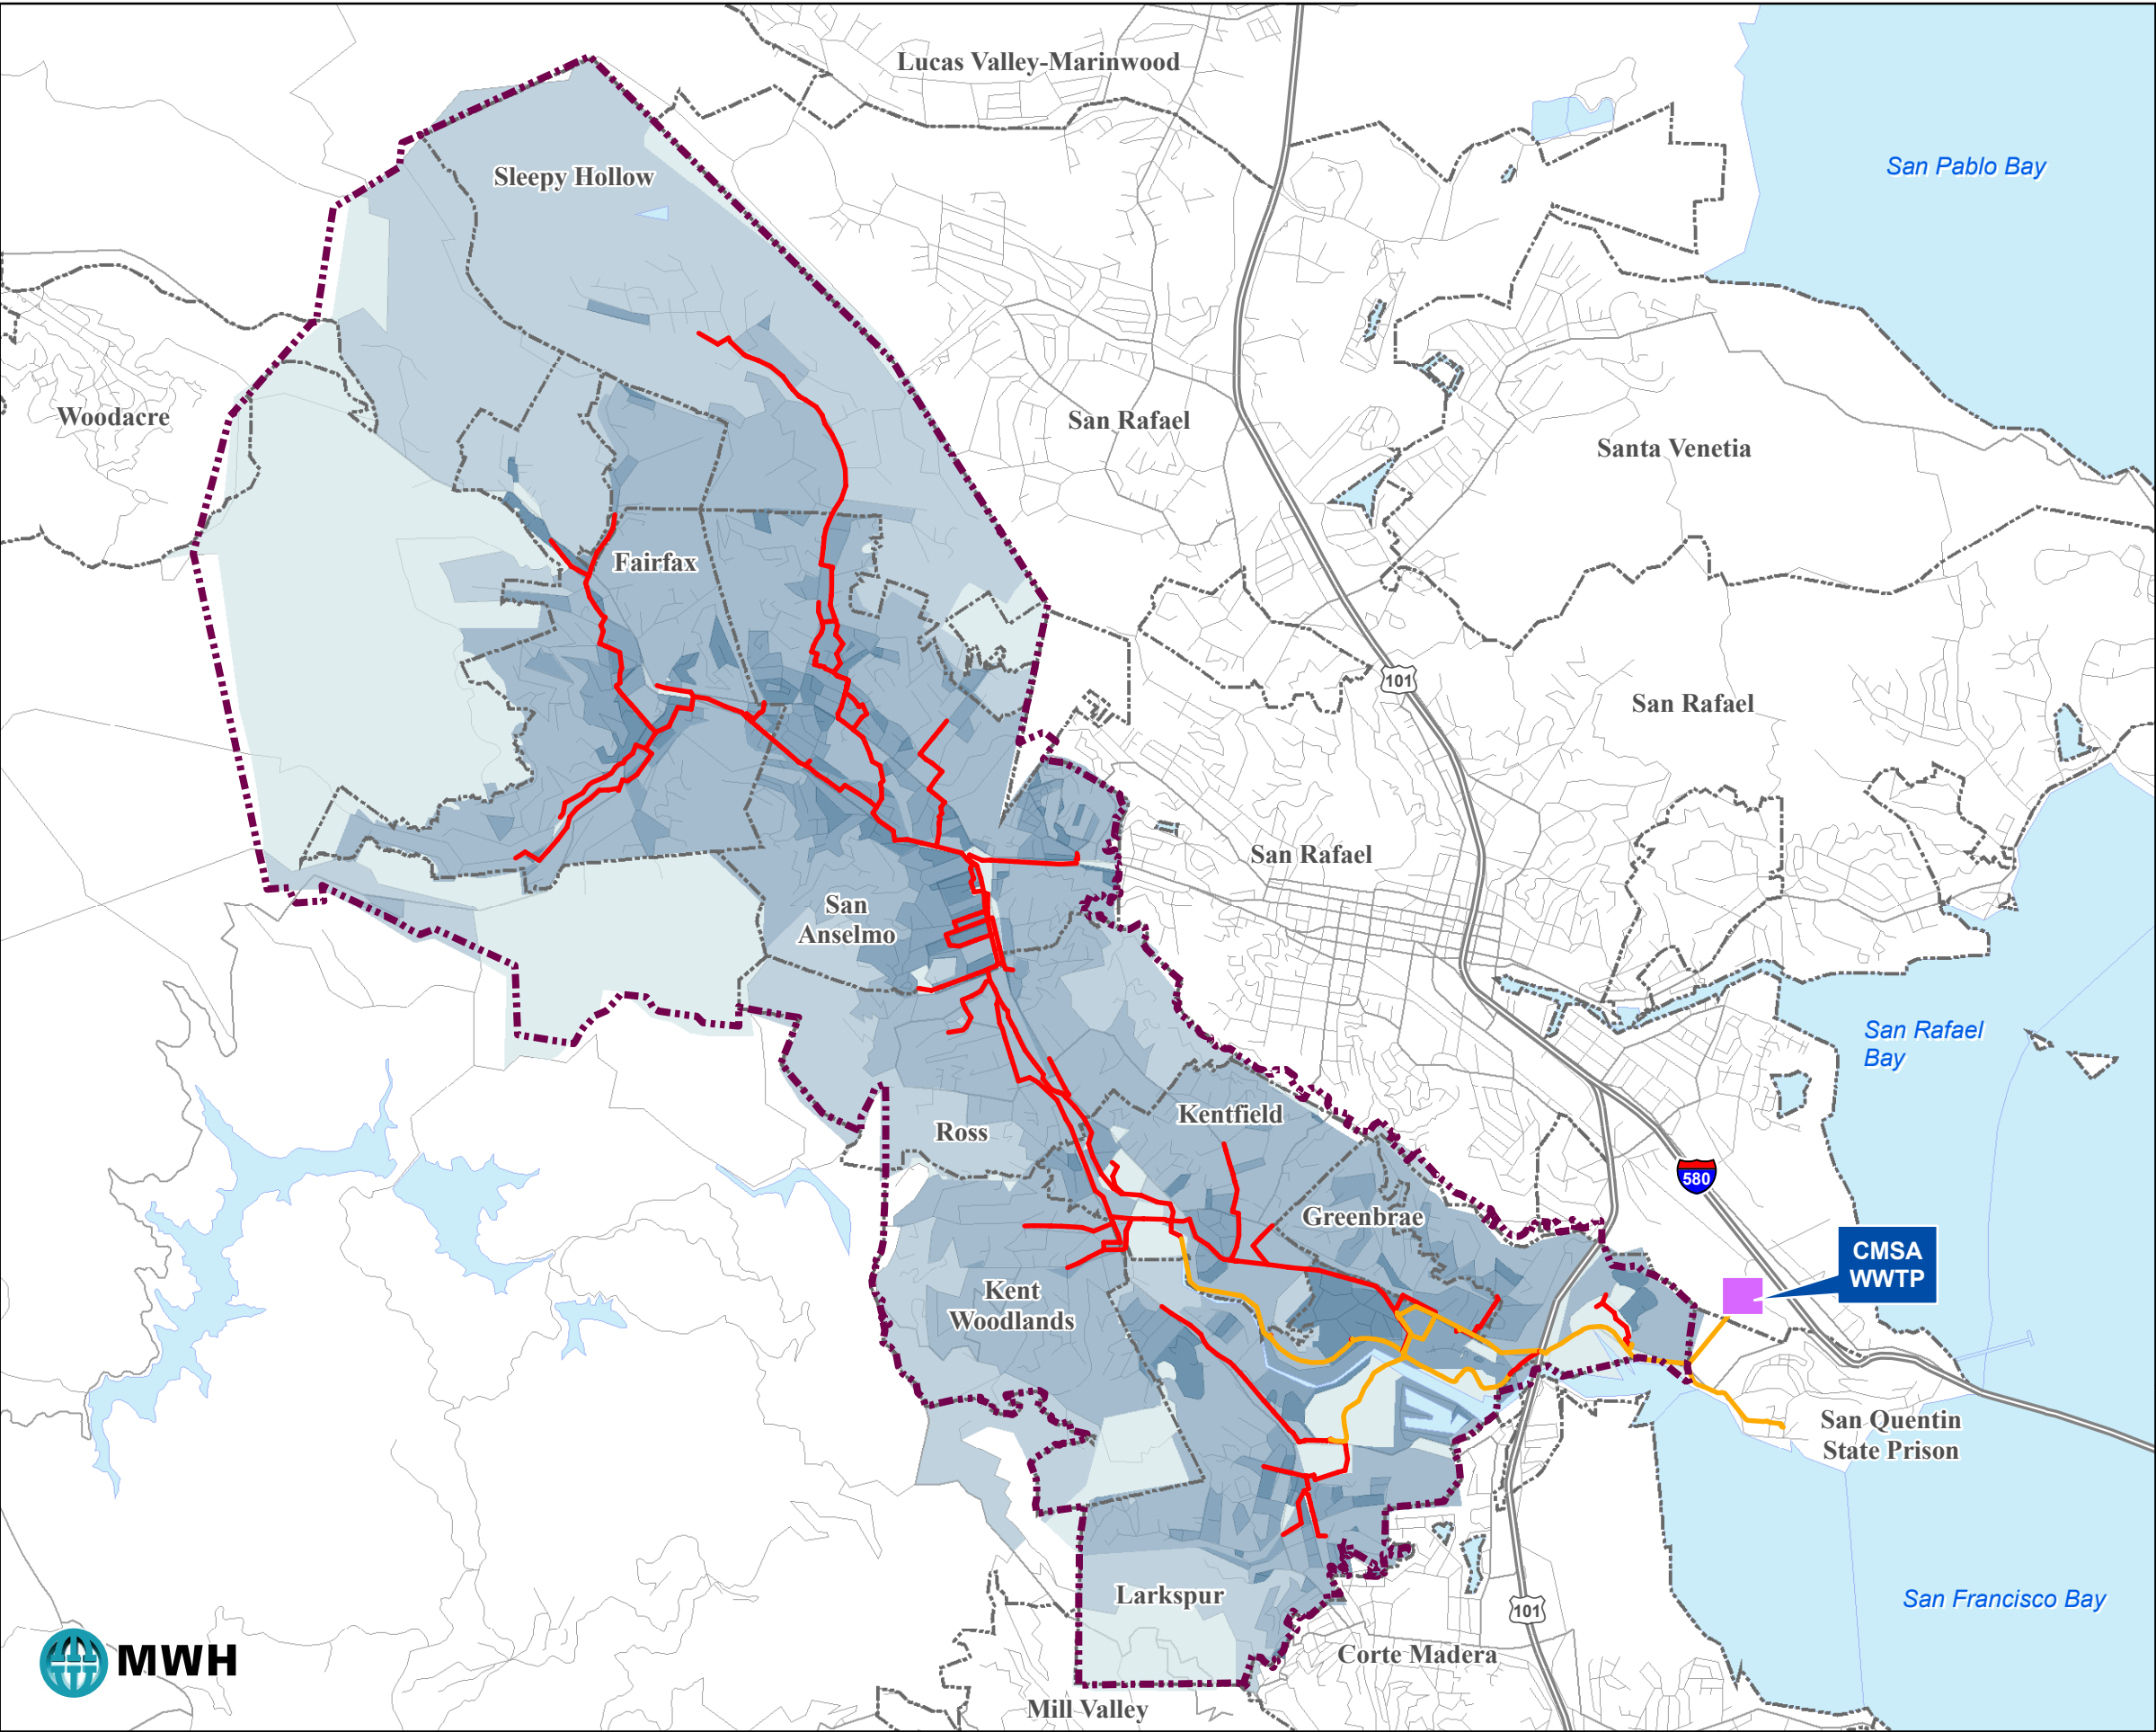 Lucas Valley-Marinwood
San Pablo Bay
Sleepy Hollow
Woodacre
San Rafael
Santa Venetia
Fairfax
101
San Rafael
San Rafael
San
Anselmo
San Rafael
Bay
Kentfield
Ross
580
Greenbrae
CMSA
WWTP
Kent
Woodlands
San Quentin
State Prison
Larkspur
101
San Francisco Bay
Corte Madera
MWH
Mill Valley